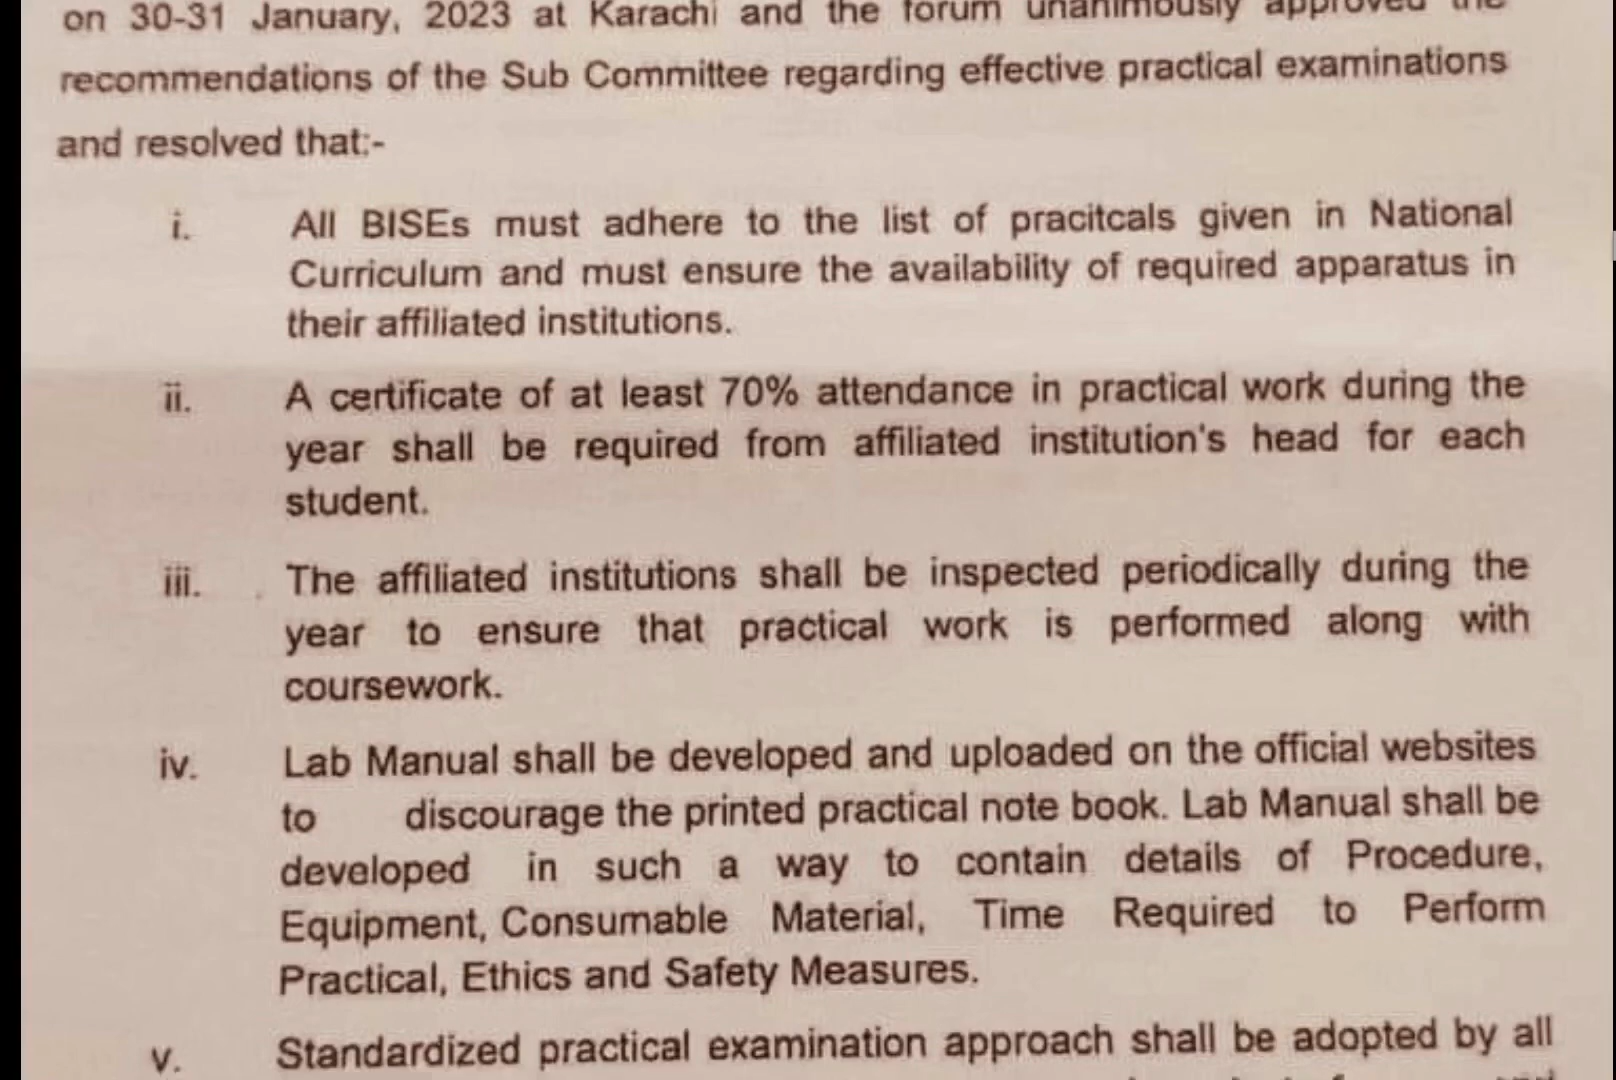 on 30-31 January, 2023 at Karachi and the forum unanimously approved the
recommendations of the Sub Committee regarding effective practical examinations
and resolved that:-
i. All BISEs must adhere to the list of pracitcals given in National
Curriculum and must ensure the availability of required apparatus in
their affiliated institutions.
ii. A certificate of at least 70% attendance in practical work during the
year shall be required from affiliated institution's head for each
student.
iii. The affiliated institutions shall be inspected periodically during the
year to ensure that practical work is performed along with
coursework.
iv. Lab Manual shall be developed and uploaded on the official websites
to discourage the printed practical note book. Lab Manual shall be
developed in such a way to contain details of Procedure,
Equipment, Consumable Material, Time Required to Perform
Practical, Ethics and Safety Measures.
v. Standardized practical examination approach shall be adopted by all